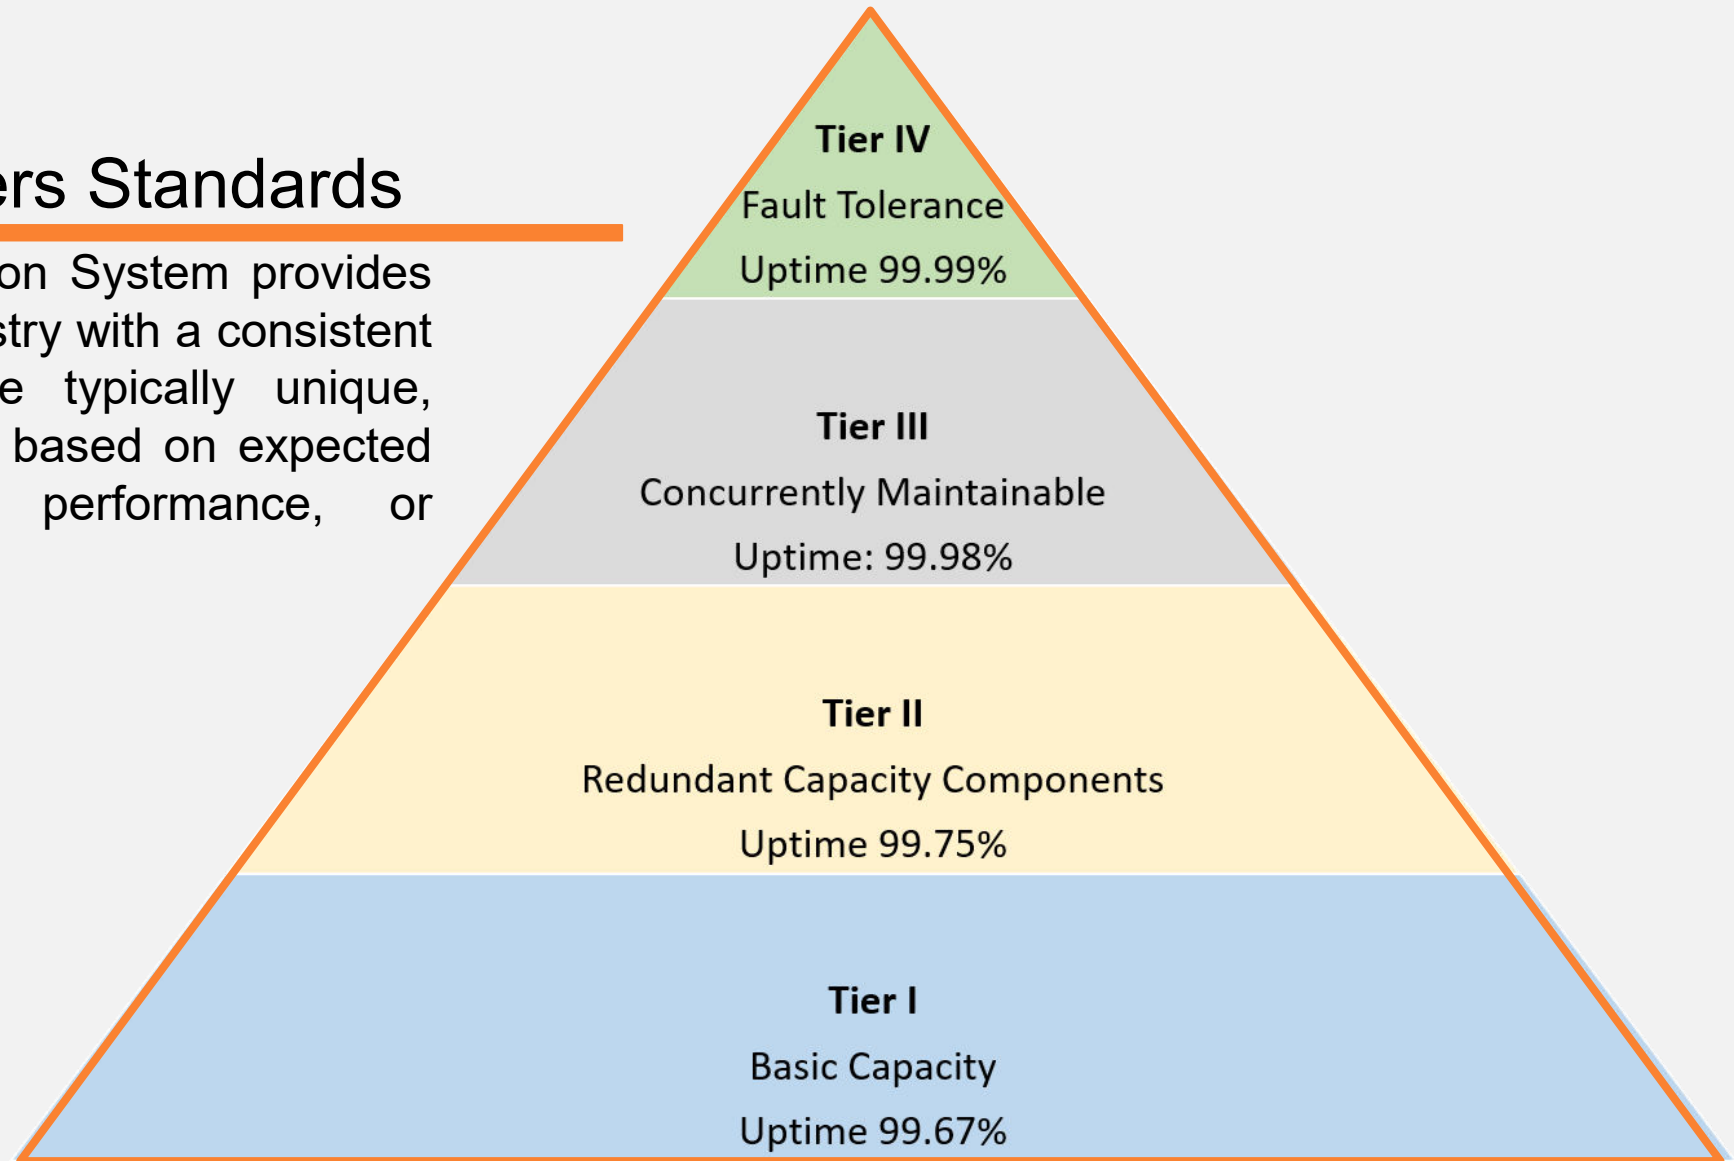 ers Standards
on System provides
stry with a consistent
e typically unique,
based on expected
performance, or
Tier IV
Fault Tolerance
Uptime 99.99%
Tier III
Concurrently Maintainable
Uptime: 99.98%
Tier II
Redundant Capacity Components
Uptime 99.75%
Tier I
Basic Capacity
Uptime 99.67%